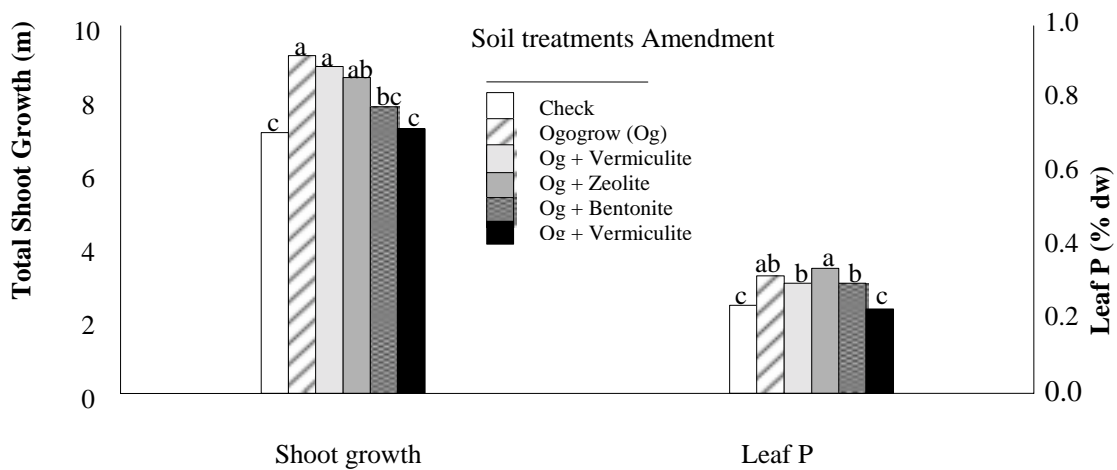 Total Shoot Growth (m)
10
8
6
4
2
0
c
a
a
ab
bc
c
Shoot growth
Soil treatments Amendment
Check
Ogogrow (Og)
Og + Vermiculite
Og + Zeolite
Og + Bentonite
Og + Vermiculite
c
ab
b
a
b
c
Leaf P
1.0
0.8
0.6
0.4
0.2
0.0
Leaf P (% dw)